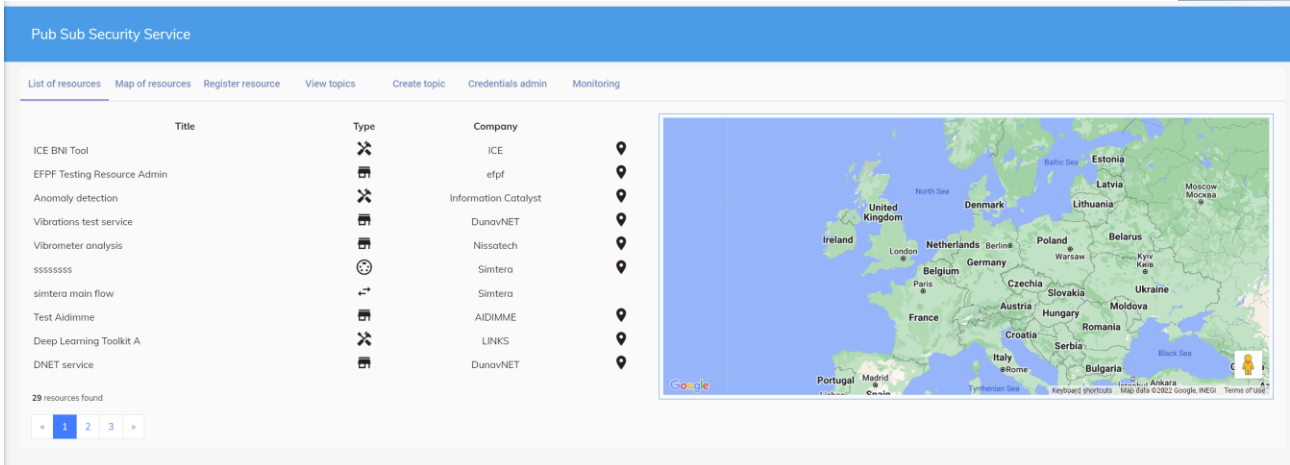 Pub Sub Security Service
List of resources Map of resources Register resource View topics Create topic Credentials admin Monitoring
Title Type Company
ICE BNI Tool ICE
EFPF Testing Resource Admin efpf
Anomaly detection Information Catalyst
Vibrations test service DunavNET
Vibrometer analysis Nissatech
ssssssss Simtera
simtera main flow Simtera
Test Aidimme AIDIMME
Deep Learning Toolkit A LINKS
DNET service DunavNET
29 resources found
« 1 2 3 »
Baltic Sea
Estonia
Latvia
Moscow
Москва
North Sea
Denmark
Lithuania
United
Kingdom
Ireland
London
Netherlands
Berlin
Poland
Warsaw
Belarus
Belgium
Germany
Kyiv
Київ
Paris
Czechia
Slovakia
Ukraine
Austria
Hungary
Moldova
France
Croatia
Romania
Serbia
Italy
Rome
Black Sea
Bulgaria
Portugal
Madrid
Spain
Tyrrhenian Sea
Ankara
Google
Keyboard shortcuts Map data ©2022 Google, INEGI Terms of Use